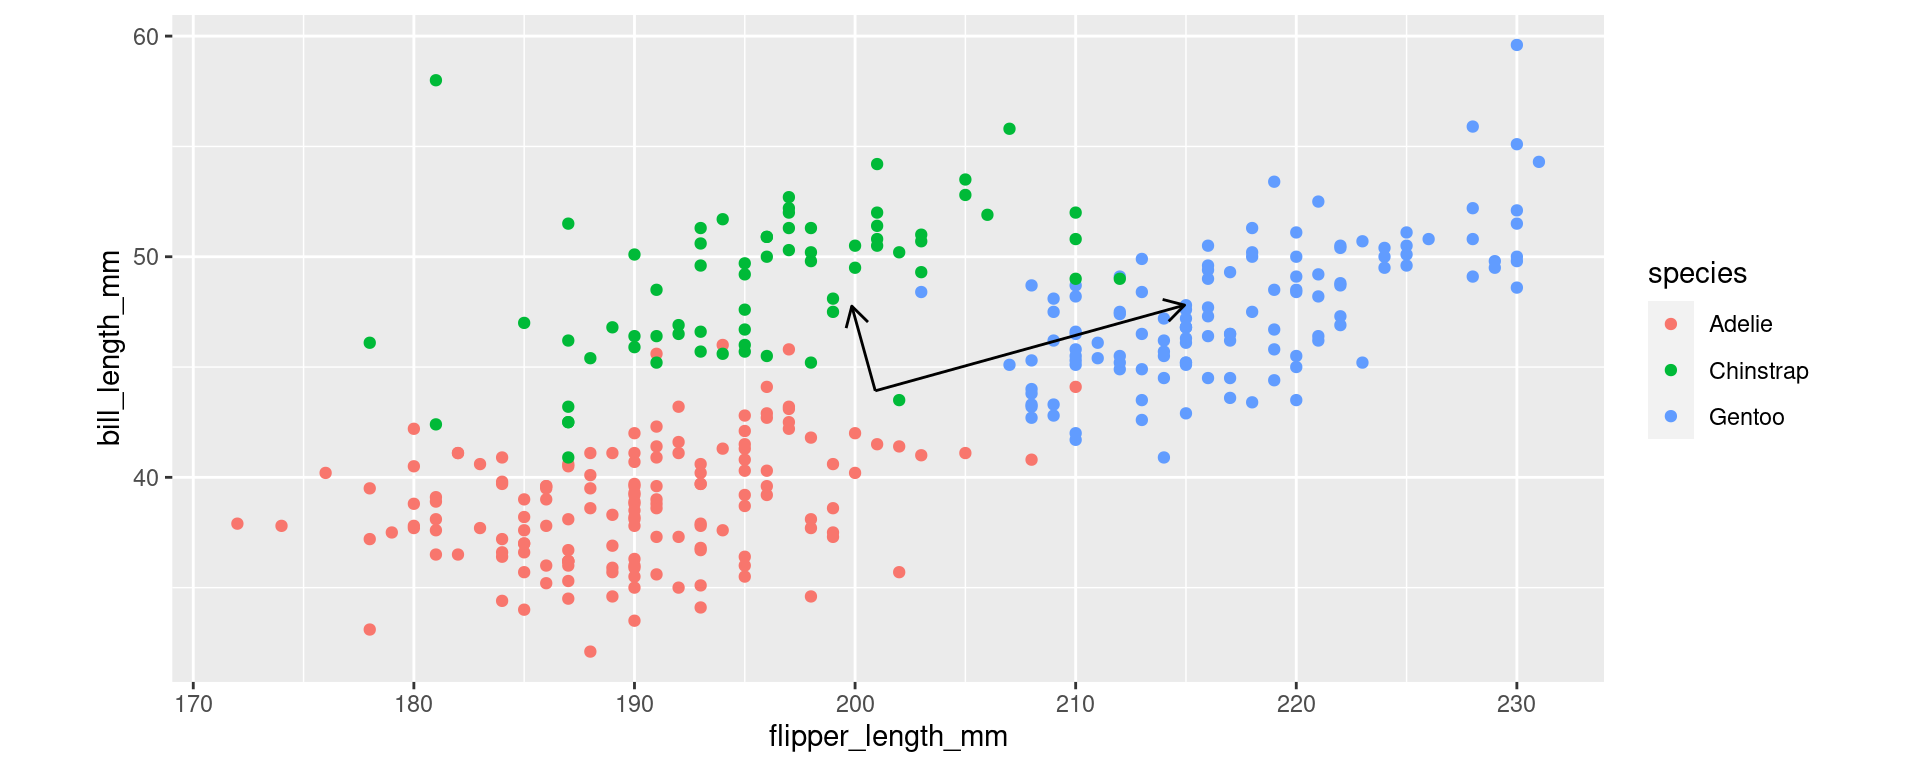 60
50
40
bill_length_mm
170 180 190 200 210 220 230
flipper_length_mm
species
Adelie
Chinstrap
Gentoo